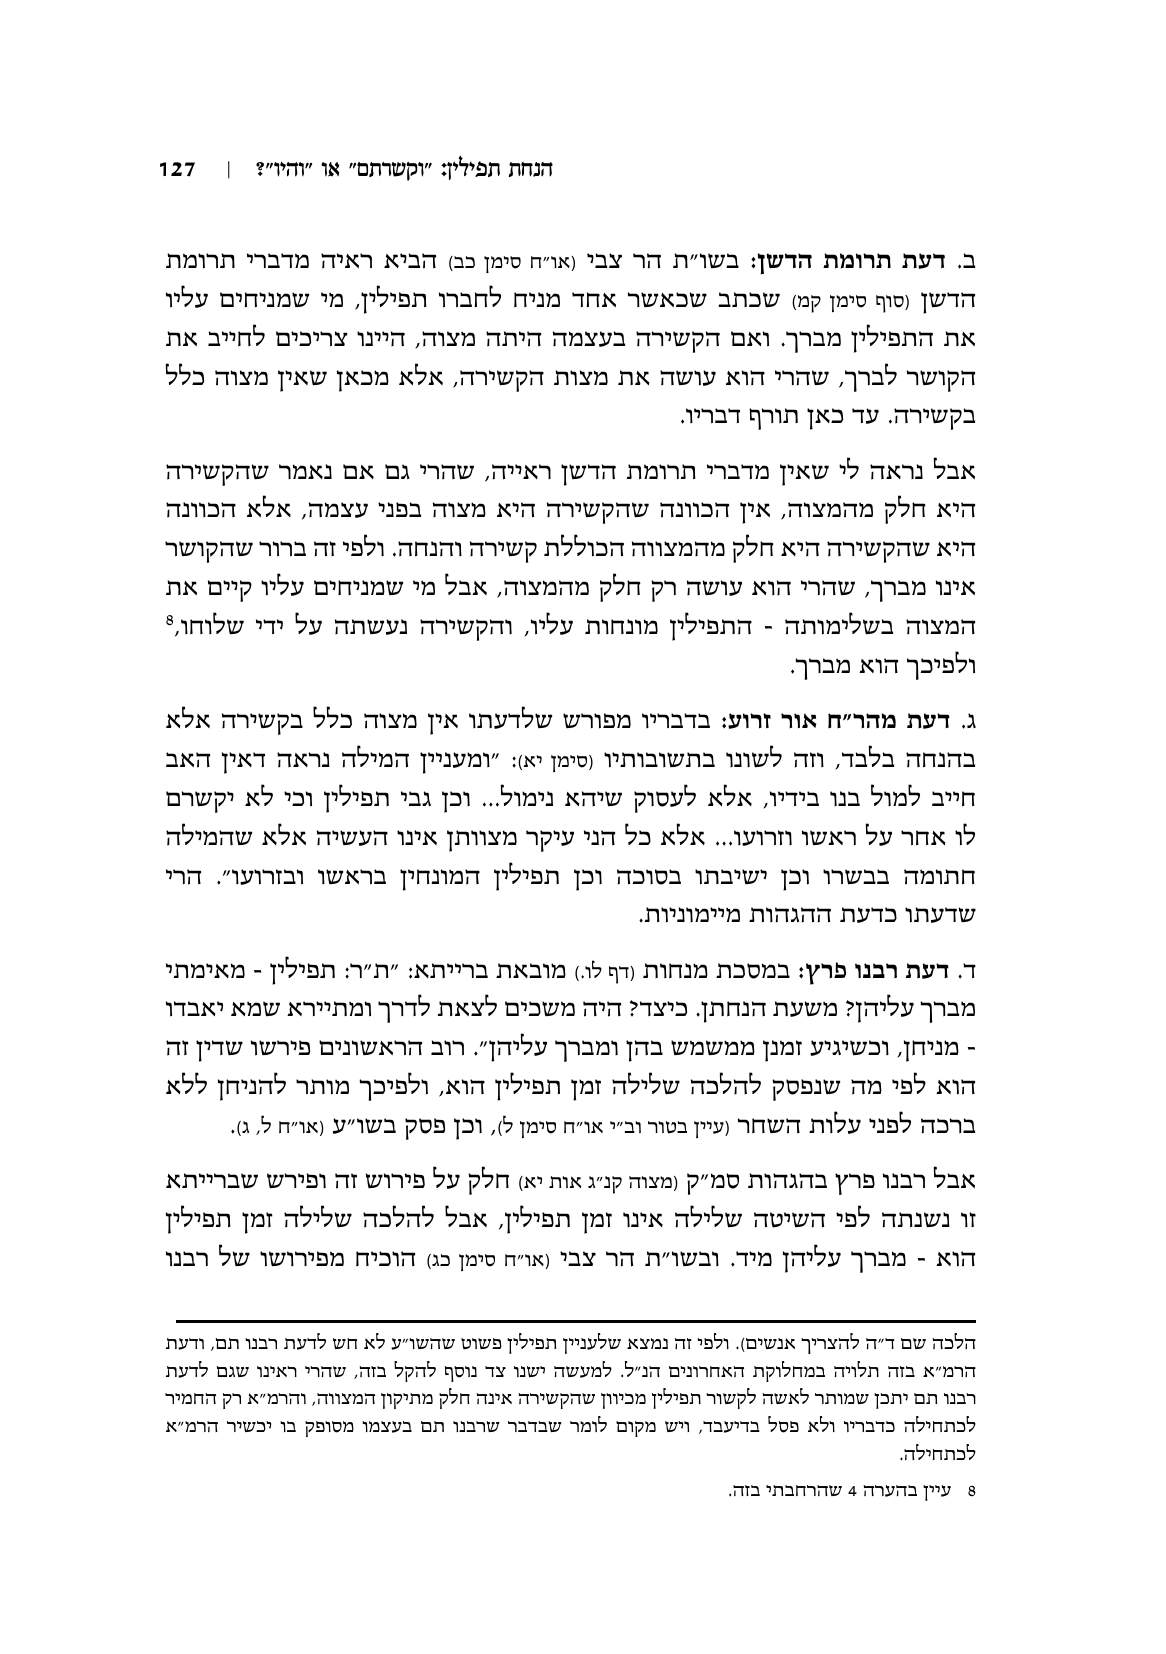 הנחת תפילין: ״וקשרתם״ או ״והיו״? | 127
ב. דעת תרומת הדשן: בשו״ת הר צבי (או״ח סימן כב) הביא ראיה מדברי תרומת
הדשן (סוף סימן קמ) שכתב שכאשר אחד מניח לחברו תפילין, מי שמניחים עליו
את התפילין מברך. ואם הקשירה בעצמה היתה מצוה, היינו צריכים לחייב את
הקושר לברך, שהרי הוא עושה את מצות הקשירה, אלא מכאן שאין מצוה כלל
בקשירה. עד כאן תורף דבריו.
אבל נראה לי שאין מדברי תרומת הדשן ראייה, שהרי גם אם נאמר שהקשירה
היא חלק מהמצוה, אין הכוונה שהקשירה היא מצוה בפני עצמה, אלא הכוונה
היא שהקשירה היא חלק מהמצווה הכוללת קשירה והנחה. ולפי זה ברור שהקושר
אינו מברך, שהרי הוא עושה רק חלק מהמצוה, אבל מי שמניחים עליו קיים את
המצוה בשלימותה - התפילין מונחות עליו, והקשירה נעשתה על ידי שלוחו,8
ולפיכך הוא מברך.
ג. דעת מהר״ח אור זרוע: בדבריו מפורש שלדעתו אין מצוה כלל בקשירה אלא
בהנחה בלבד, וזה לשונו בתשובותיו (סימן יא): ״ומעניין המילה נראה דאין האב
חייב למול בנו בידיו, אלא לעסוק שיהא נימול... וכן גבי תפילין וכי לא יקשרם
לו אחר על ראשו וזרועו... אלא כל הני עיקר מצוותן אינו העשיה אלא שהמילה
חתומה בבשרו וכן ישיבתו בסוכה וכן תפילין המונחין בראשו ובזרועו״. הרי
שדעתו כדעת ההגהות מיימוניות.
ד. דעת רבנו פרץ: במסכת מנחות (דף לו.) מובאת ברייתא: ״ת״ר: תפילין - מאימתי
מברך עליהן? משעת הנחתן. כיצד? היה משכים לצאת לדרך ומתיירא שמא יאבדו
- מניחן, וכשיגיע זמנן ממשמש בהן ומברך עליהן״. רוב הראשונים פירשו שדין זה
הוא לפי מה שנפסק להלכה שלילה זמן תפילין הוא, ולפיכך מותר להניחן ללא
ברכה לפני עלות השחר (עיין בטור וב״י או״ח סימן ל), וכן פסק בשו״ע (או״ח ל, ג).
אבל רבנו פרץ בהגהות סמ״ק (מצוה קנ״ג אות יא) חלק על פירוש זה ופירש שברייתא
זו נשנתה לפי השיטה שלילה אינו זמן תפילין, אבל להלכה שלילה זמן תפילין
הוא - מברך עליהן מיד. ובשו״ת הר צבי (או״ח סימן כג) הוכיח מפירושו של רבנו
הלכה שם ד״ה להצריך אנשים). ולפי זה נמצא שלעניין תפילין פשוט שהשו״ע לא חש לדעת רבנו תם, ודעת
הרמ״א בזה תלויה במחלוקת האחרונים הנ״ל. למעשה ישנו צד נוסף להקל בזה, שהרי ראינו שגם לדעת
רבנו תם יתכן שמותר לאשה לקשור תפילין מכיוון שהקשירה אינה חלק מתיקון המצווה, והרמ״א רק החמיר
לכתחילה כדבריו ולא פסל בדיעבד, ויש מקום לומר שבדבר שרבנו תם בעצמו מסופק בו יכשיר הרמ״א
לכתחילה.
8 עיין בהערה 4 שהרחבתי בזה.